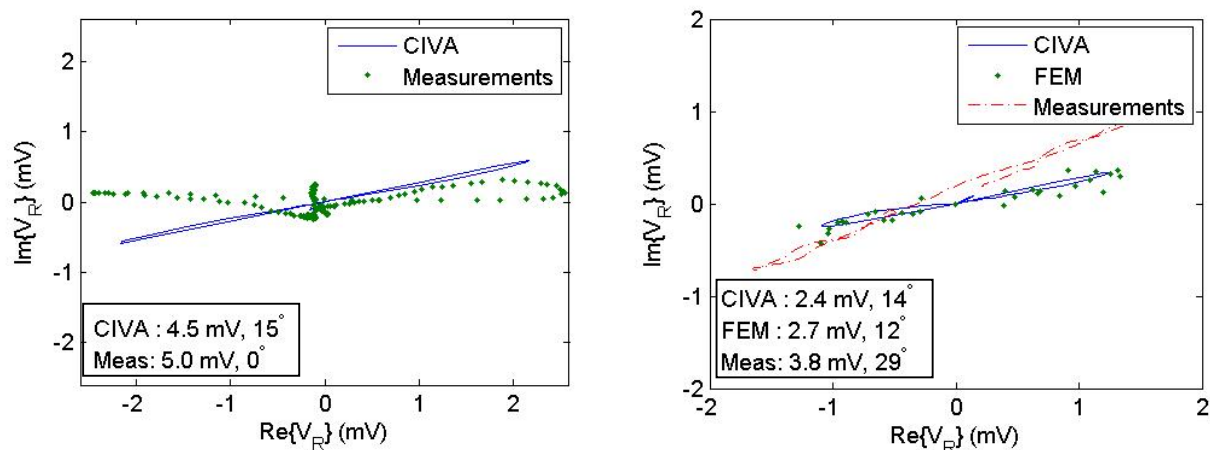 CIVA
Measurements
2
1
0
-1
-2
Im{V_R} (mV)
CIVA : 4.5 mV, 15°
Meas: 5.0 mV, 0°
-2 -1 0 1 2
Re{V_R} (mV)
CIVA
FEM
Measurements
2
1
0
-1
-2
Im{V_R} (mV)
CIVA : 2.4 mV, 14°
FEM : 2.7 mV, 12°
Meas: 3.8 mV, 29°
-2 -1 0 1 2
Re{V_R} (mV)